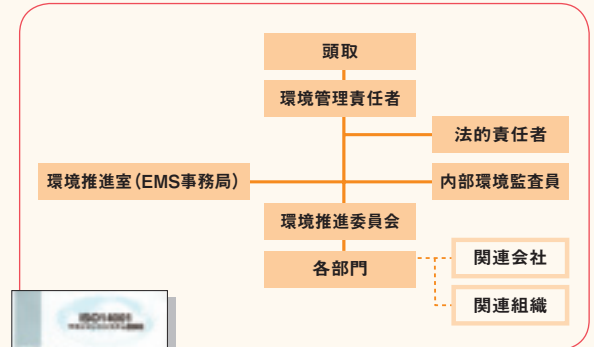 頭取
環境管理責任者
法的責任者
環境推進室(EMS事務局)
内部環境監査員
環境推進委員会
各部門
関連会社
関連組織
ISO14001